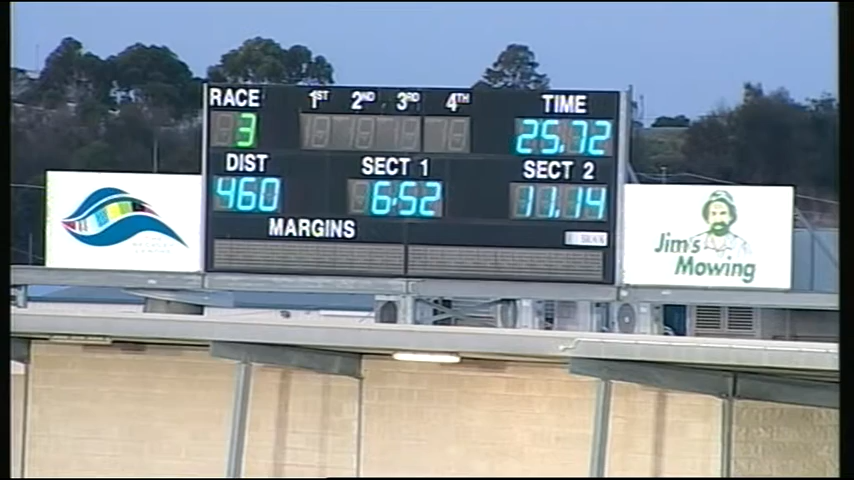 RACE 1ST 2ND 3RD 4TH TIME
3 25.72
DIST SECT 1 SECT 2
460 6.52 11.14
MARGINS
Jim's
Mowing